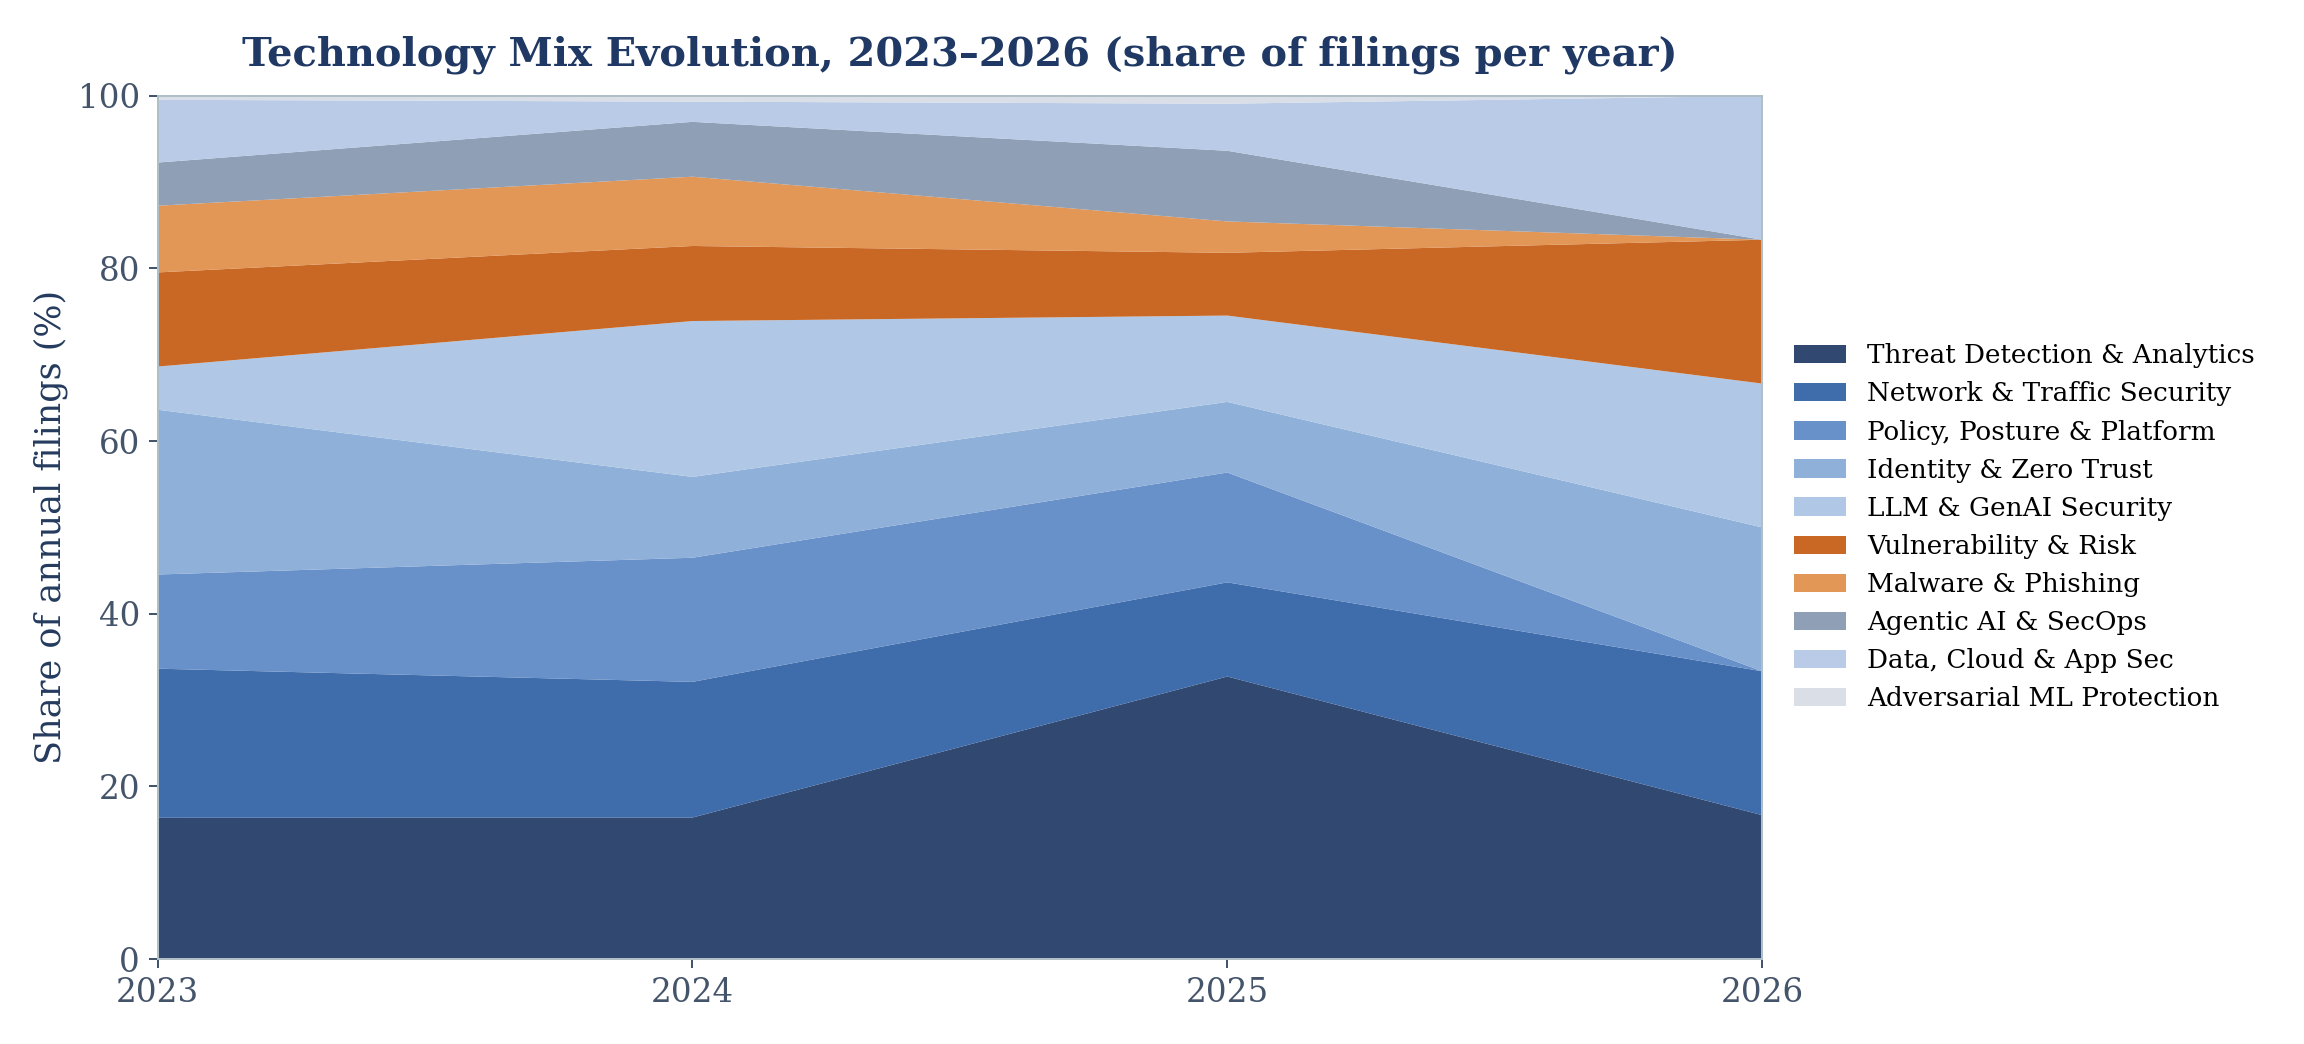 Technology Mix Evolution, 2023–2026 (share of filings per year)
Share of annual filings (%)
100
80
60
40
20
0
2023
2024
2025
2026
Threat Detection & Analytics
Network & Traffic Security
Policy, Posture & Platform
Identity & Zero Trust
LLM & GenAI Security
Vulnerability & Risk
Malware & Phishing
Agentic AI & SecOps
Data, Cloud & App Sec
Adversarial ML Protection